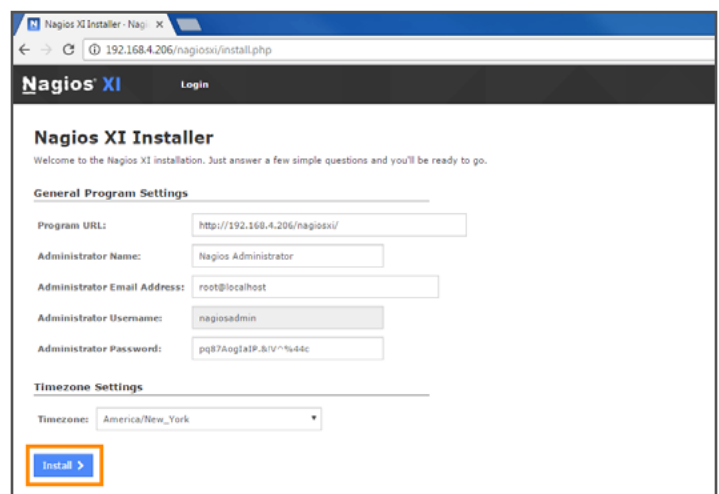 Nagios XI Installer - Nagi
192.168.4.206/nagiosxi/install.php
Nagios® XI Login
Nagios XI Installer
Welcome to the Nagios XI installation. Just answer a few simple questions and you'll be ready to go.
General Program Settings
Program URL: http://192.168.4.206/nagiosxi/
Administrator Name: Nagios Administrator
Administrator Email Address: root@localhost
Administrator Username: nagiosadmin
Administrator Password:
Timezone Settings
Timezone: America/New_York
Install >